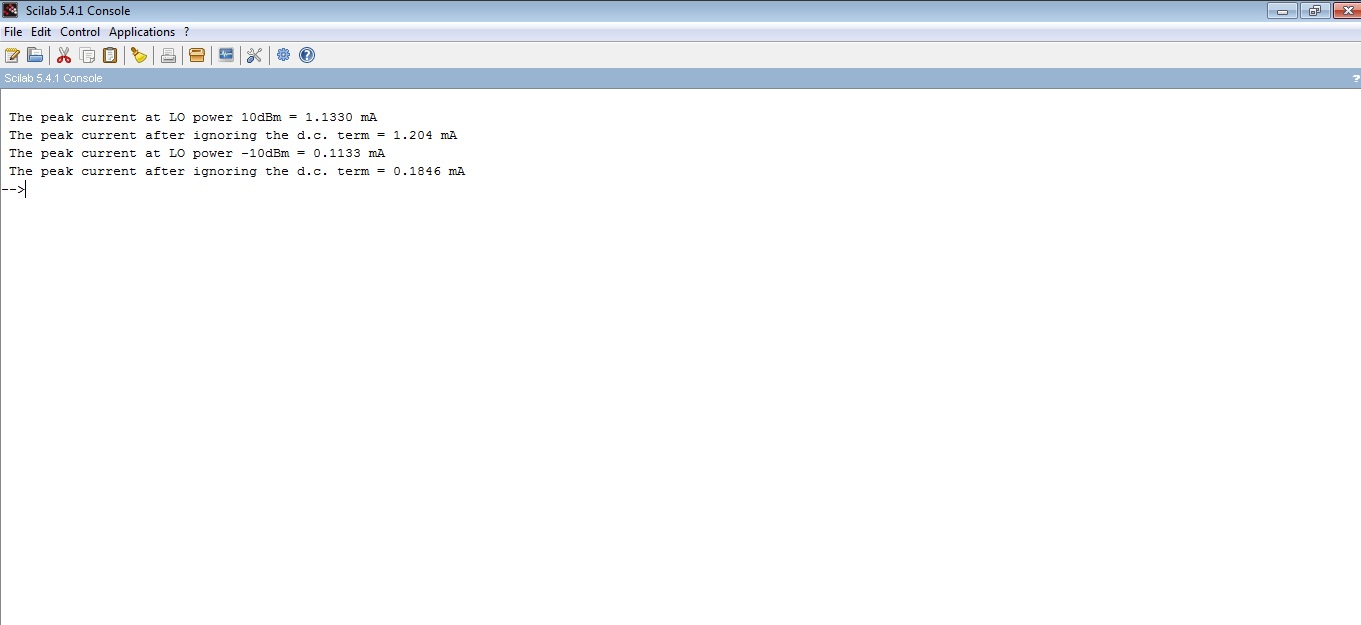 Scilab 5.4.1 Console
File Edit Control Applications ?
Scilab 5.4.1 Console ?
The peak current at LO power 10dBm = 1.1330 mA
The peak current after ignoring the d.c. term = 1.204 mA
The peak current at LO power -10dBm = 0.1133 mA
The peak current after ignoring the d.c. term = 0.1846 mA
-->